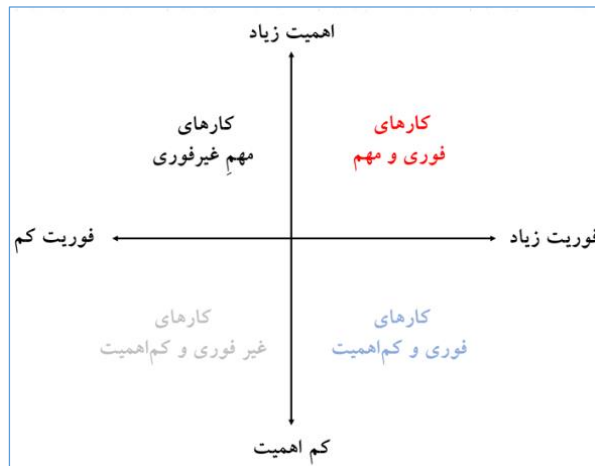 اهمیت زیاد
کارهای
فوری و مهم
کارهای
مهمِ غیرفوری
فوریت زیاد
فوریت کم
کارهای
فوری و کم‌اهمیت
کارهای
غیر فوری و کم‌اهمیت
کم اهمیت